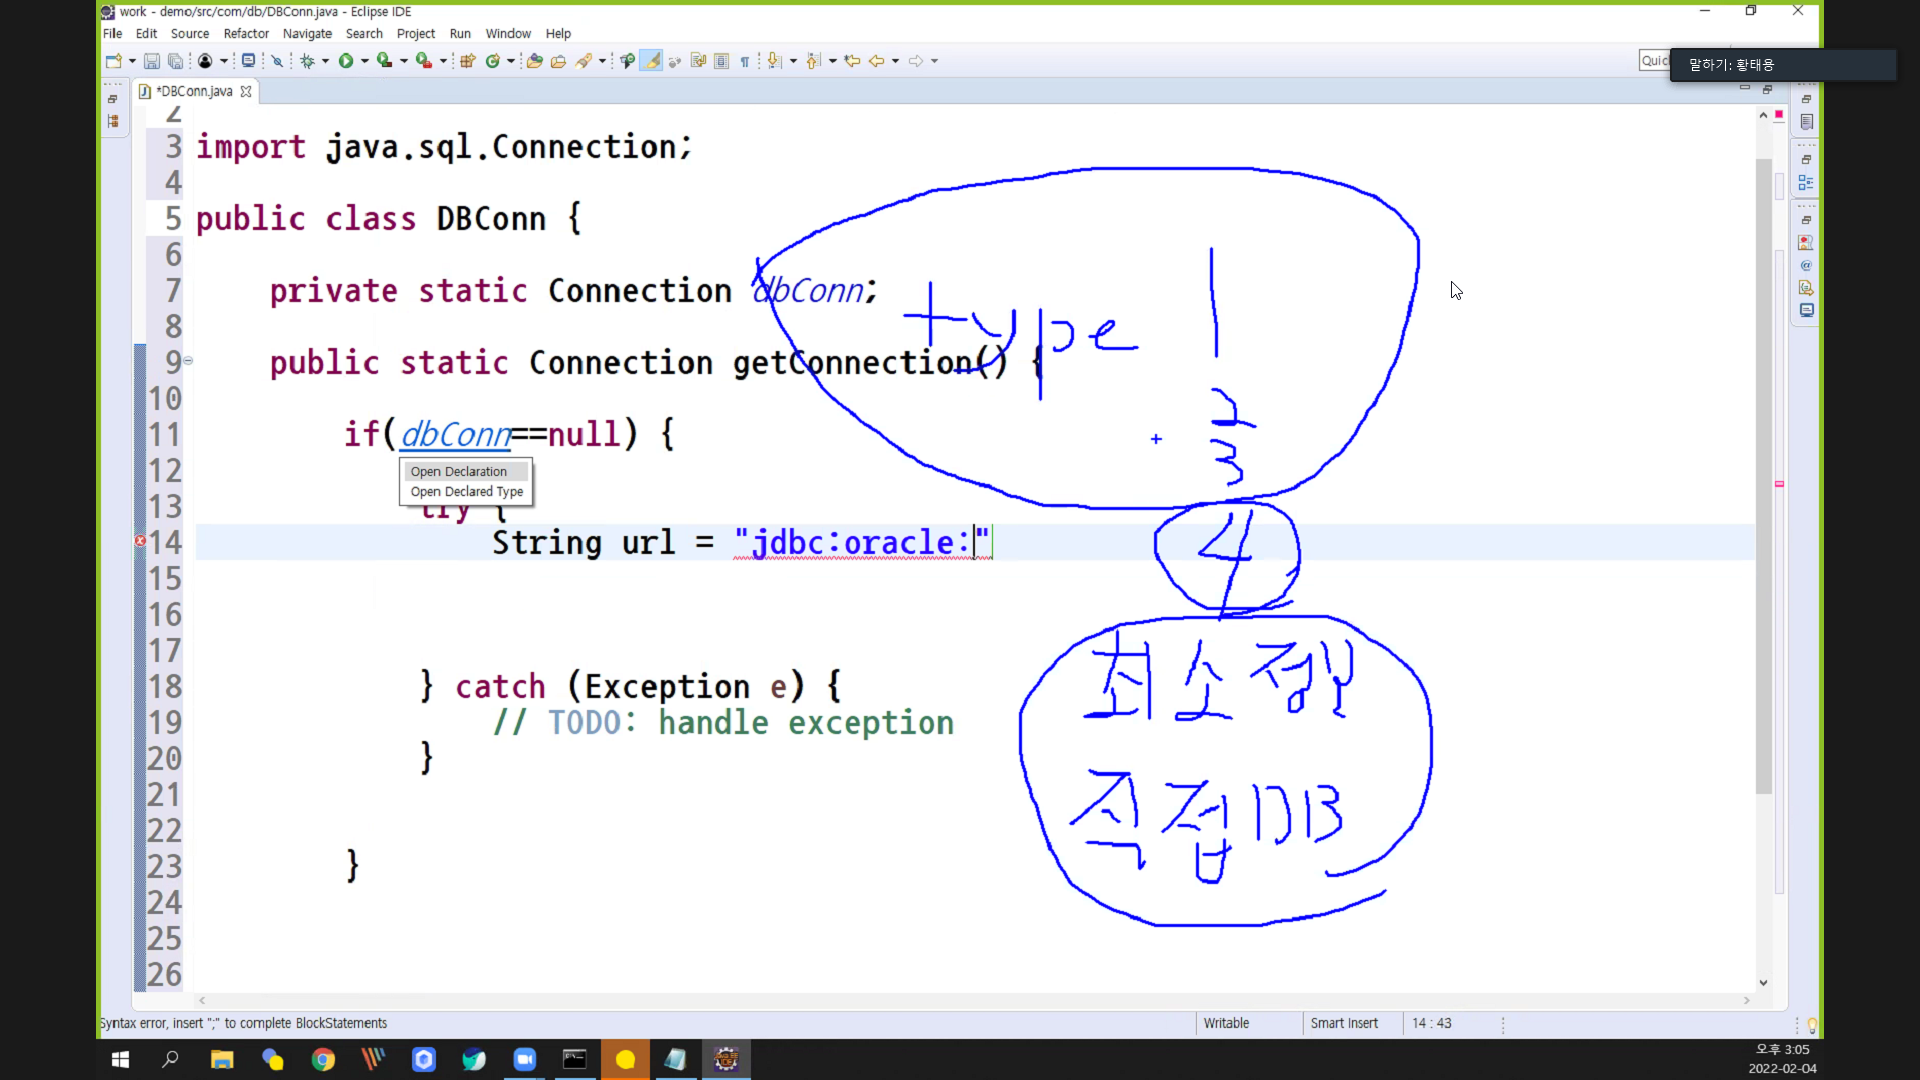 work - demo/src/com/db/DBConn.java - Eclipse IDE
File Edit Source Refactor Navigate Search Project Run Window Help
Quic
말하기: 황태용
*DBConn.java
2
3 import java.sql.Connection;
4
5 public class DBConn {
6
7 private static Connection dbConn;
8
9 public static Connection getConnection() {
10
11 if(dbConn==null) {
12
Open Declaration
Open Declared Type
13 try {
14 String url = "jdbc:oracle:"
15
16
17
18 } catch (Exception e) {
19 // TODO: handle exception
20 }
21
22
23 }
24
25
26
type 1
2
3
4
최소정보
직접DB
Syntax error, insert ";" to complete BlockStatements
Writable Smart Insert 14 : 43
오후 3:05
2022-02-04